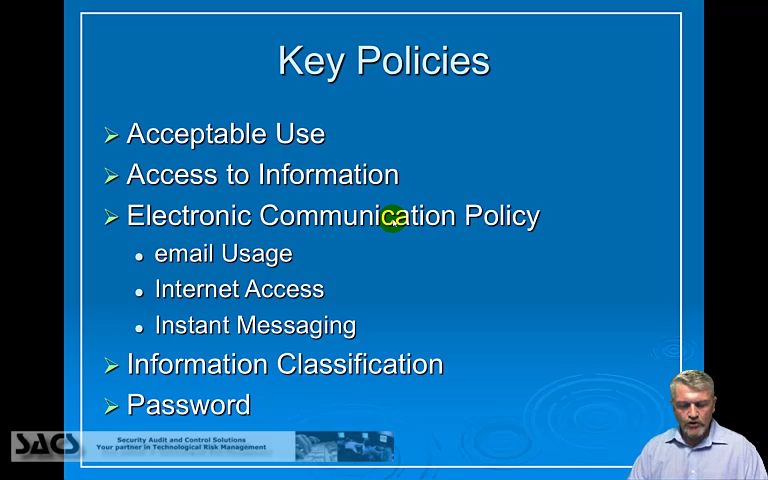 Key Policies
Acceptable Use
Access to Information
Electronic Communication Policy
email Usage
Internet Access
Instant Messaging
Information Classification
Password
SACS
Security Audit and Control Solutions
Your partner in Technological Risk Management